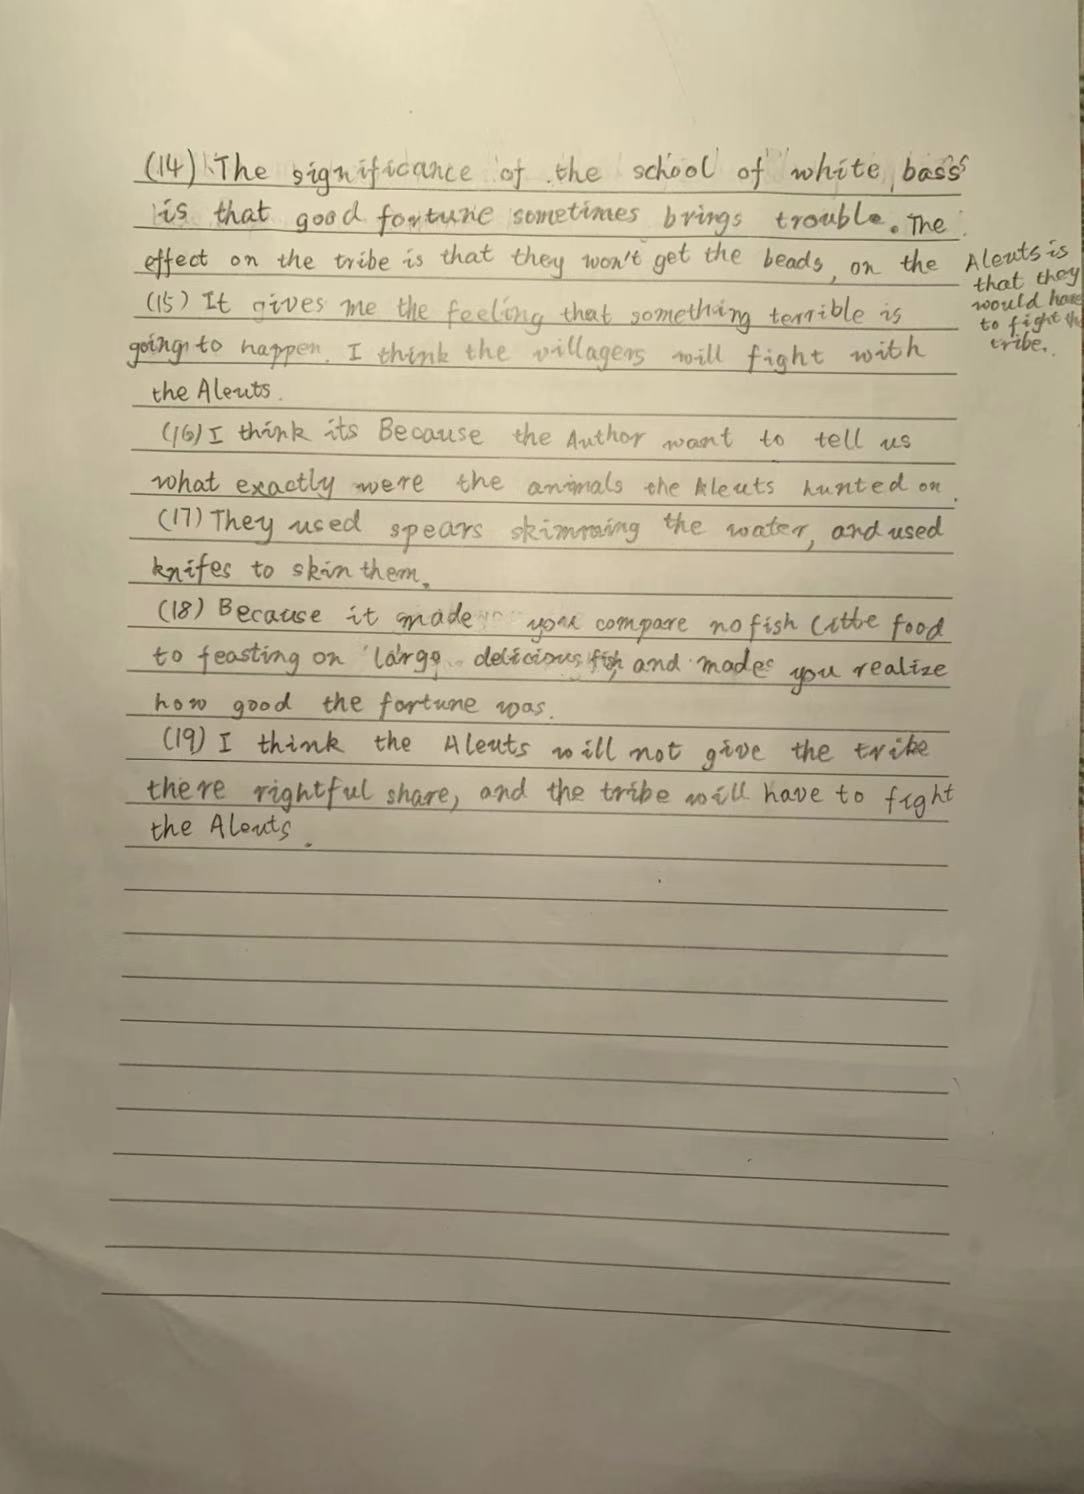 (14) The significance of the school of white bass
is that good fortune sometimes brings trouble. The
effect on the tribe is that they won't get the beads, on the
Aleuts is
that they
would have
to fight the
tribe.
(15) It gives me the feeling that something terrible is
going to happen. I think the villagers will fight with
the Aleuts.
(16) I think its Because the Author want to tell us
what exactly were the animals the Aleuts hunted on.
(17) They used spears skimming the water, and used
knifes to skin them.
(18) Because it made you compare no fish little food
to feasting on large delicious fish and made you realize
how good the fortune was.
(19) I think the Aleuts will not give the tribe
there rightful share, and the tribe will have to fight
the Aleuts.